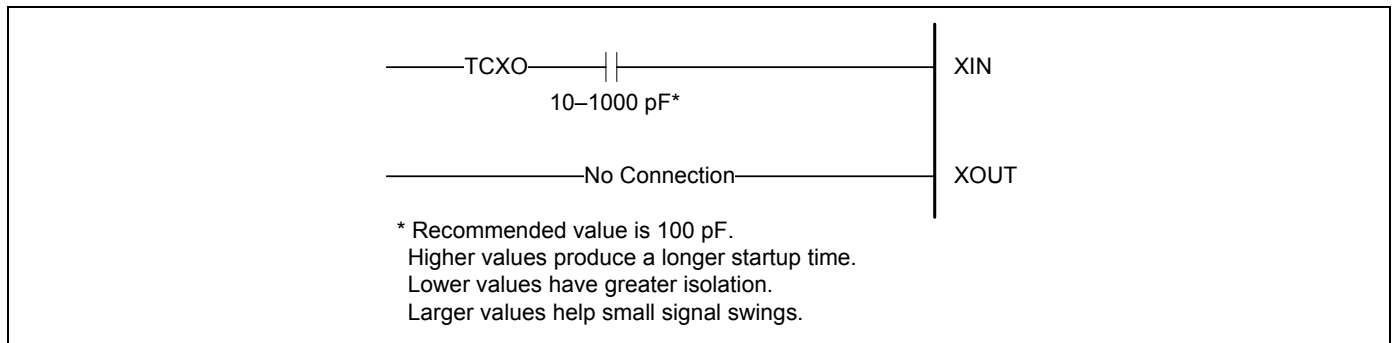 TCXO
XIN
10–1000 pF*
No Connection
XOUT
* Recommended value is 100 pF.
Higher values produce a longer startup time.
Lower values have greater isolation.
Larger values help small signal swings.